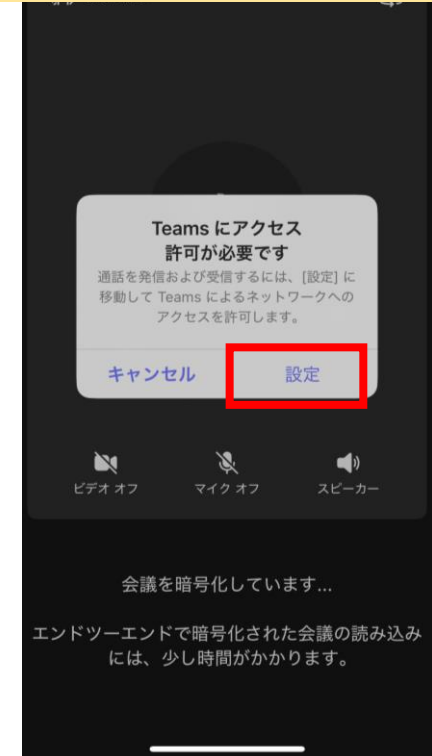 Teams にアクセス
許可が必要です
通話を発信および受信するには、[設定] に
移動して Teams によるネットワークへの
アクセスを許可します。
キャンセル 設定
ビデオ オフ マイク オフ スピーカー
会議を暗号化しています...
エンドツーエンドで暗号化された会議の読み込み
には、少し時間がかかります。